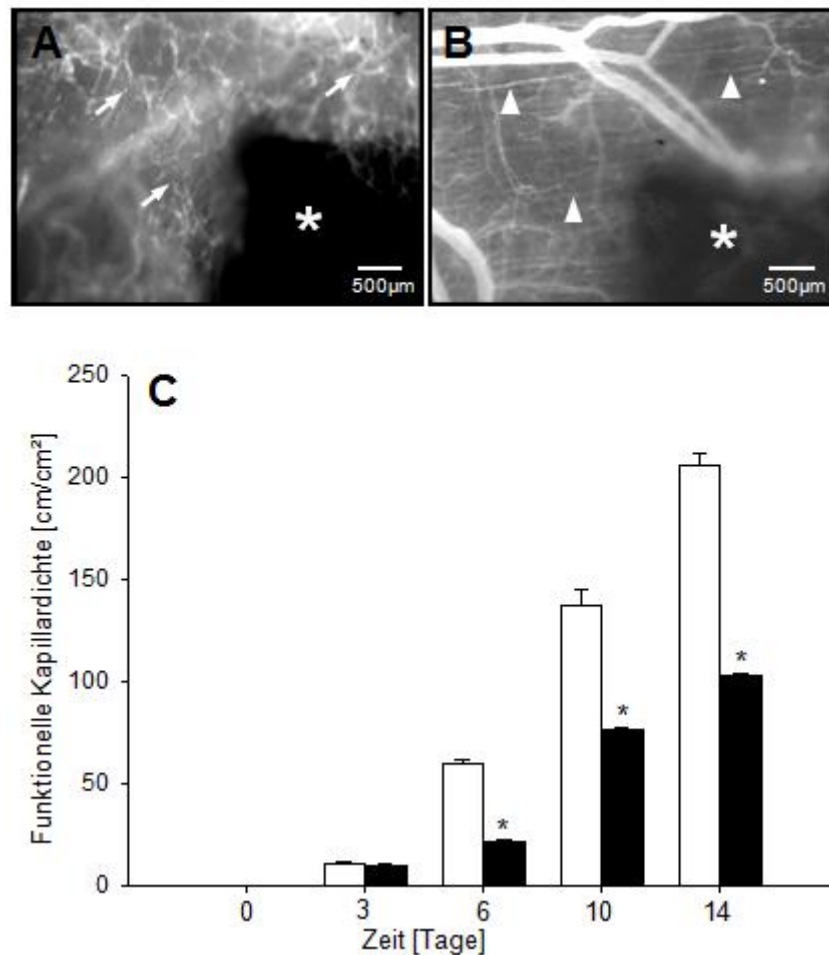 A
B
*
*
500µm
500µm
C
Funktionelle Kapillardichte [cm/cm²]
250
200
150
100
50
0
*
*
*
0 3 6 10 14
Zeit [Tage]